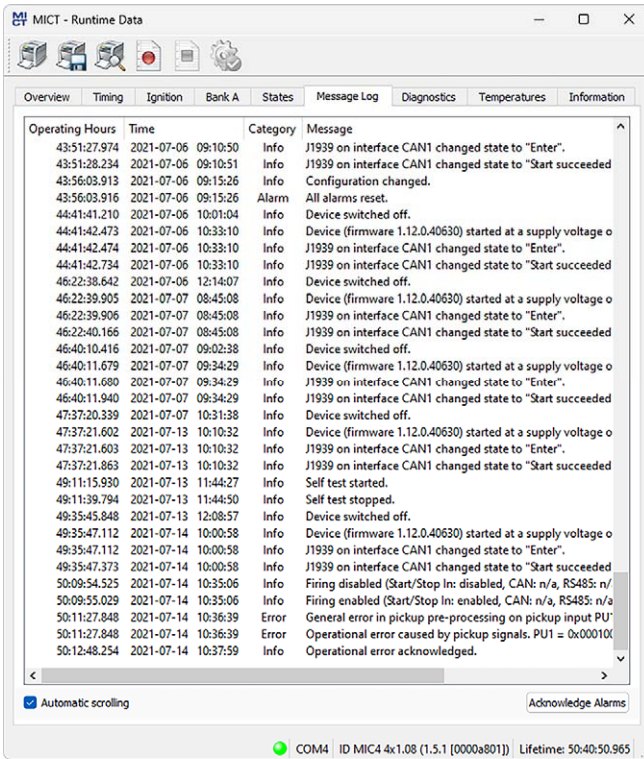 MICT - Runtime Data
Overview Timing Ignition Bank A States Message Log Diagnostics Temperatures Information
Operating Hours Time Category Message
43:51:27.974 2021-07-06 09:10:50 Info J1939 on interface CAN1 changed state to "Enter".
43:51:28.234 2021-07-06 09:10:51 Info J1939 on interface CAN1 changed state to "Start succeeded
43:56:03.913 2021-07-06 09:15:26 Info Configuration changed.
43:56:03.916 2021-07-06 09:15:26 Alarm All alarms reset.
44:41:41.210 2021-07-06 10:01:04 Info Device switched off.
44:41:42.473 2021-07-06 10:33:10 Info Device (firmware 1.12.0.40630) started at a supply voltage o
44:41:42.474 2021-07-06 10:33:10 Info J1939 on interface CAN1 changed state to "Enter".
44:41:42.734 2021-07-06 10:33:10 Info J1939 on interface CAN1 changed state to "Start succeeded
46:22:38.642 2021-07-06 12:14:07 Info Device switched off.
46:22:39.905 2021-07-07 08:45:08 Info Device (firmware 1.12.0.40630) started at a supply voltage o
46:22:39.906 2021-07-07 08:45:08 Info J1939 on interface CAN1 changed state to "Enter".
46:22:40.166 2021-07-07 08:45:08 Info J1939 on interface CAN1 changed state to "Start succeeded
46:40:10.416 2021-07-07 09:02:38 Info Device switched off.
46:40:11.679 2021-07-07 09:34:29 Info Device (firmware 1.12.0.40630) started at a supply voltage o
46:40:11.680 2021-07-07 09:34:29 Info J1939 on interface CAN1 changed state to "Enter".
46:40:11.940 2021-07-07 09:34:29 Info J1939 on interface CAN1 changed state to "Start succeeded
47:37:20.339 2021-07-07 10:31:38 Info Device switched off.
47:37:21.602 2021-07-13 10:10:32 Info Device (firmware 1.12.0.40630) started at a supply voltage o
47:37:21.603 2021-07-13 10:10:32 Info J1939 on interface CAN1 changed state to "Enter".
47:37:21.863 2021-07-13 10:10:32 Info J1939 on interface CAN1 changed state to "Start succeeded
49:11:15.930 2021-07-13 11:44:27 Info Self test started.
49:11:39.794 2021-07-13 11:44:50 Info Self test stopped.
49:35:45.848 2021-07-13 12:08:57 Info Device switched off.
49:35:47.112 2021-07-14 10:00:58 Info Device (firmware 1.12.0.40630) started at a supply voltage o
49:35:47.112 2021-07-14 10:00:58 Info J1939 on interface CAN1 changed state to "Enter".
49:35:47.373 2021-07-14 10:00:58 Info J1939 on interface CAN1 changed state to "Start succeeded
50:09:54.525 2021-07-14 10:35:06 Info Firing disabled (Start/Stop In: disabled, CAN: n/a, RS485: n/
50:09:55.029 2021-07-14 10:35:06 Info Firing enabled (Start/Stop In: enabled, CAN: n/a, RS485: n/a
50:11:27.848 2021-07-14 10:36:39 Error General error in pickup pre-processing on pickup input PU
50:11:27.848 2021-07-14 10:36:39 Error Operational error caused by pickup signals. PU1 = 0x00010
50:12:48.254 2021-07-14 10:37:59 Info Operational error acknowledged.
Automatic scrolling Acknowledge Alarms
COM4 ID MIC4 4x1.08 (1.5.1 [0000a801]) Lifetime: 50:40:50.965